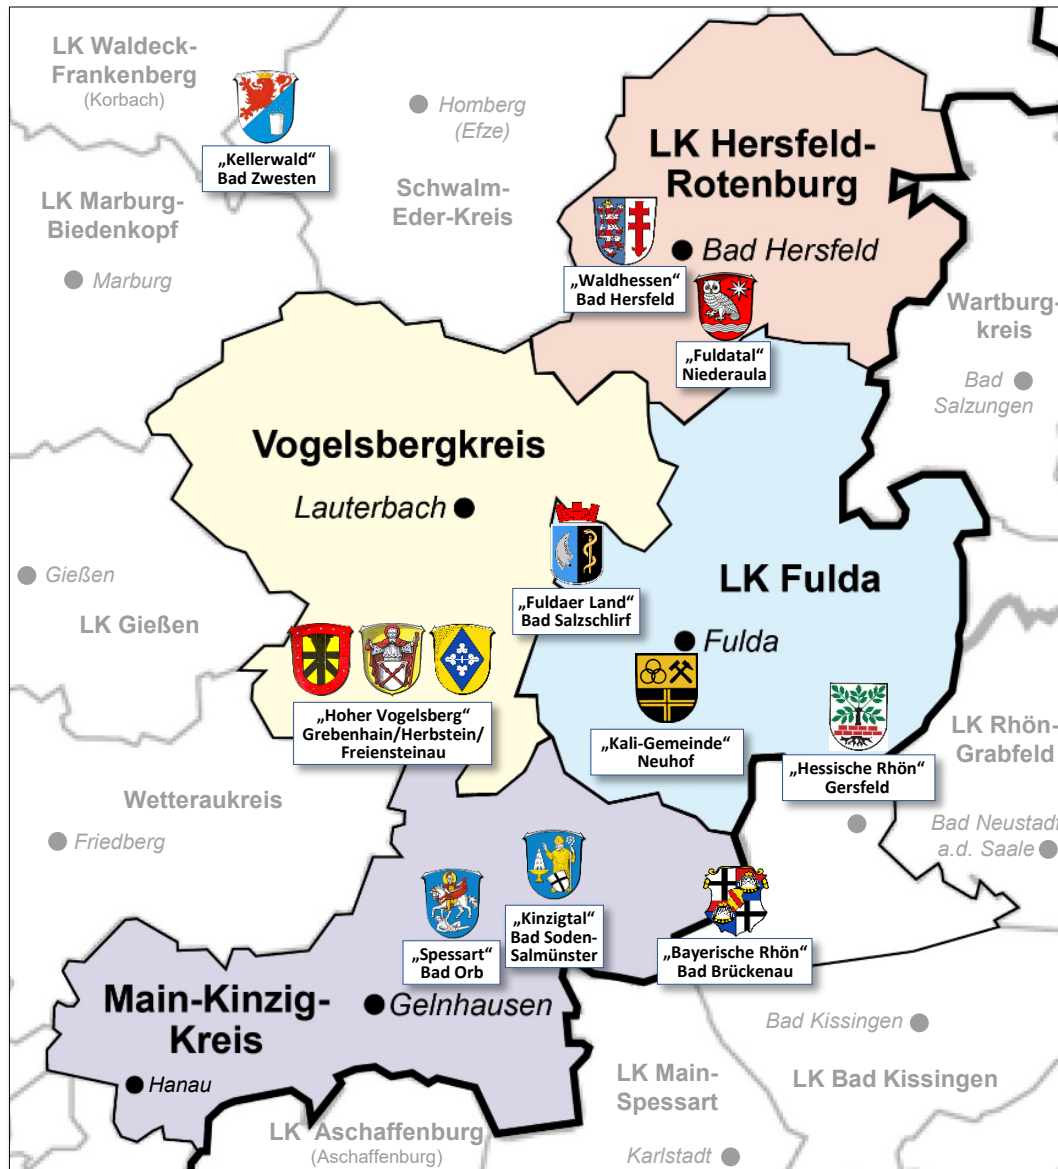 LK Waldeck-
Frankenberg
(Korbach)
Homberg
(Efze)
„Kellerwald“
Bad Zwesten
LK Hersfeld-
Rotenburg
LK Marburg-
Biedenkopf
Schwalm-
Eder-Kreis
Marburg
Bad Hersfeld
„Waldhessen“
Bad Hersfeld
„Fuldatal“
Niederaula
Wartburg-
kreis
Bad
Salzungen
Vogelsbergkreis
Lauterbach
Gießen
LK Gießen
LK Fulda
„Fuldaer Land“
Bad Salzschlirf
Fulda
„Hoher Vogelsberg“
Grebenhain/Herbstein/
Freiensteinau
„Kali-Gemeinde“
Neuhof
„Hessische Rhön“
Gersfeld
LK Rhön-
Grabfeld
Wetteraukreis
Friedberg
Bad Neustadt
a.d. Saale
„Kinzigtal“
Bad Soden-
Salmünster
„Spessart“
Bad Orb
„Bayerische Rhön“
Bad Brückenau
Main-Kinzig-
Kreis
Gelnhausen
Hanau
Bad Kissingen
LK Bad Kissingen
LK Main-
Spessart
LK Aschaffenburg
(Aschaffenburg)
Karlstadt